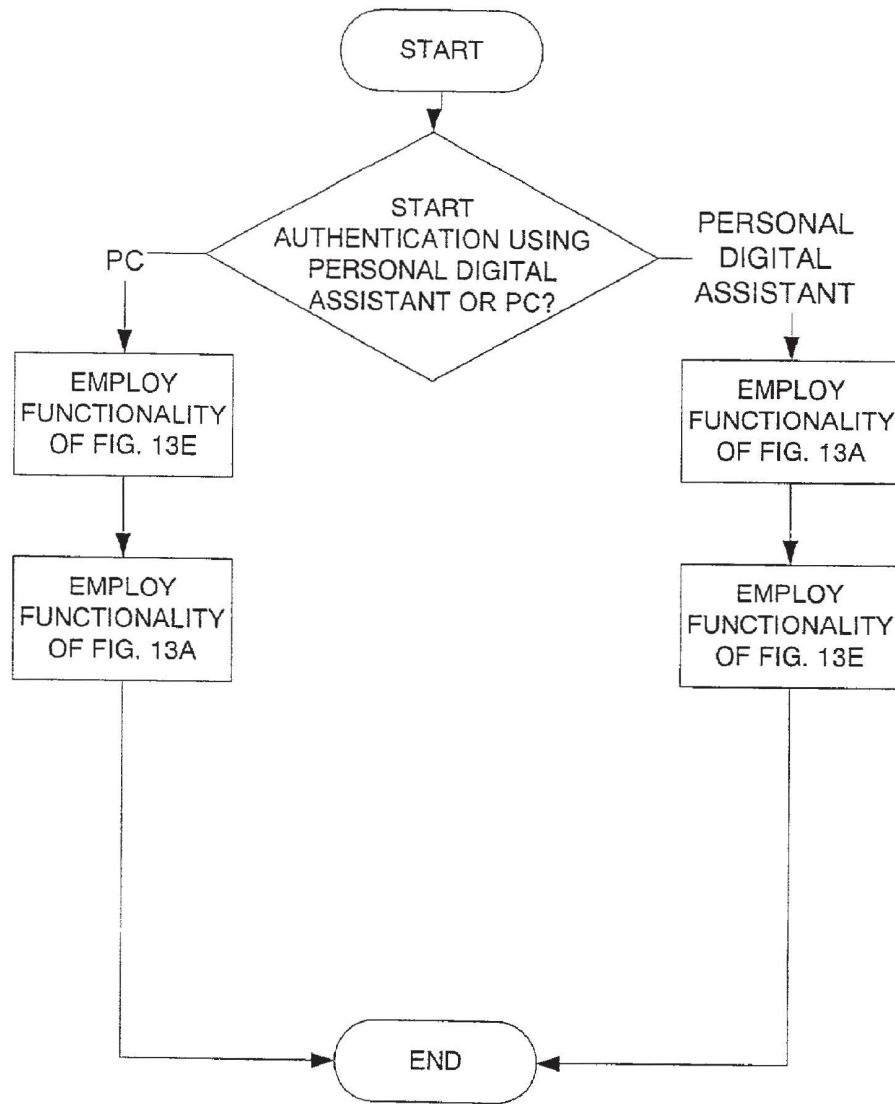 START
START
AUTHENTICATION USING
PERSONAL DIGITAL
ASSISTANT OR PC?
PC
PERSONAL
DIGITAL
ASSISTANT
EMPLOY
FUNCTIONALITY
OF FIG. 13E
EMPLOY
FUNCTIONALITY
OF FIG. 13A
EMPLOY
FUNCTIONALITY
OF FIG. 13A
EMPLOY
FUNCTIONALITY
OF FIG. 13E
END